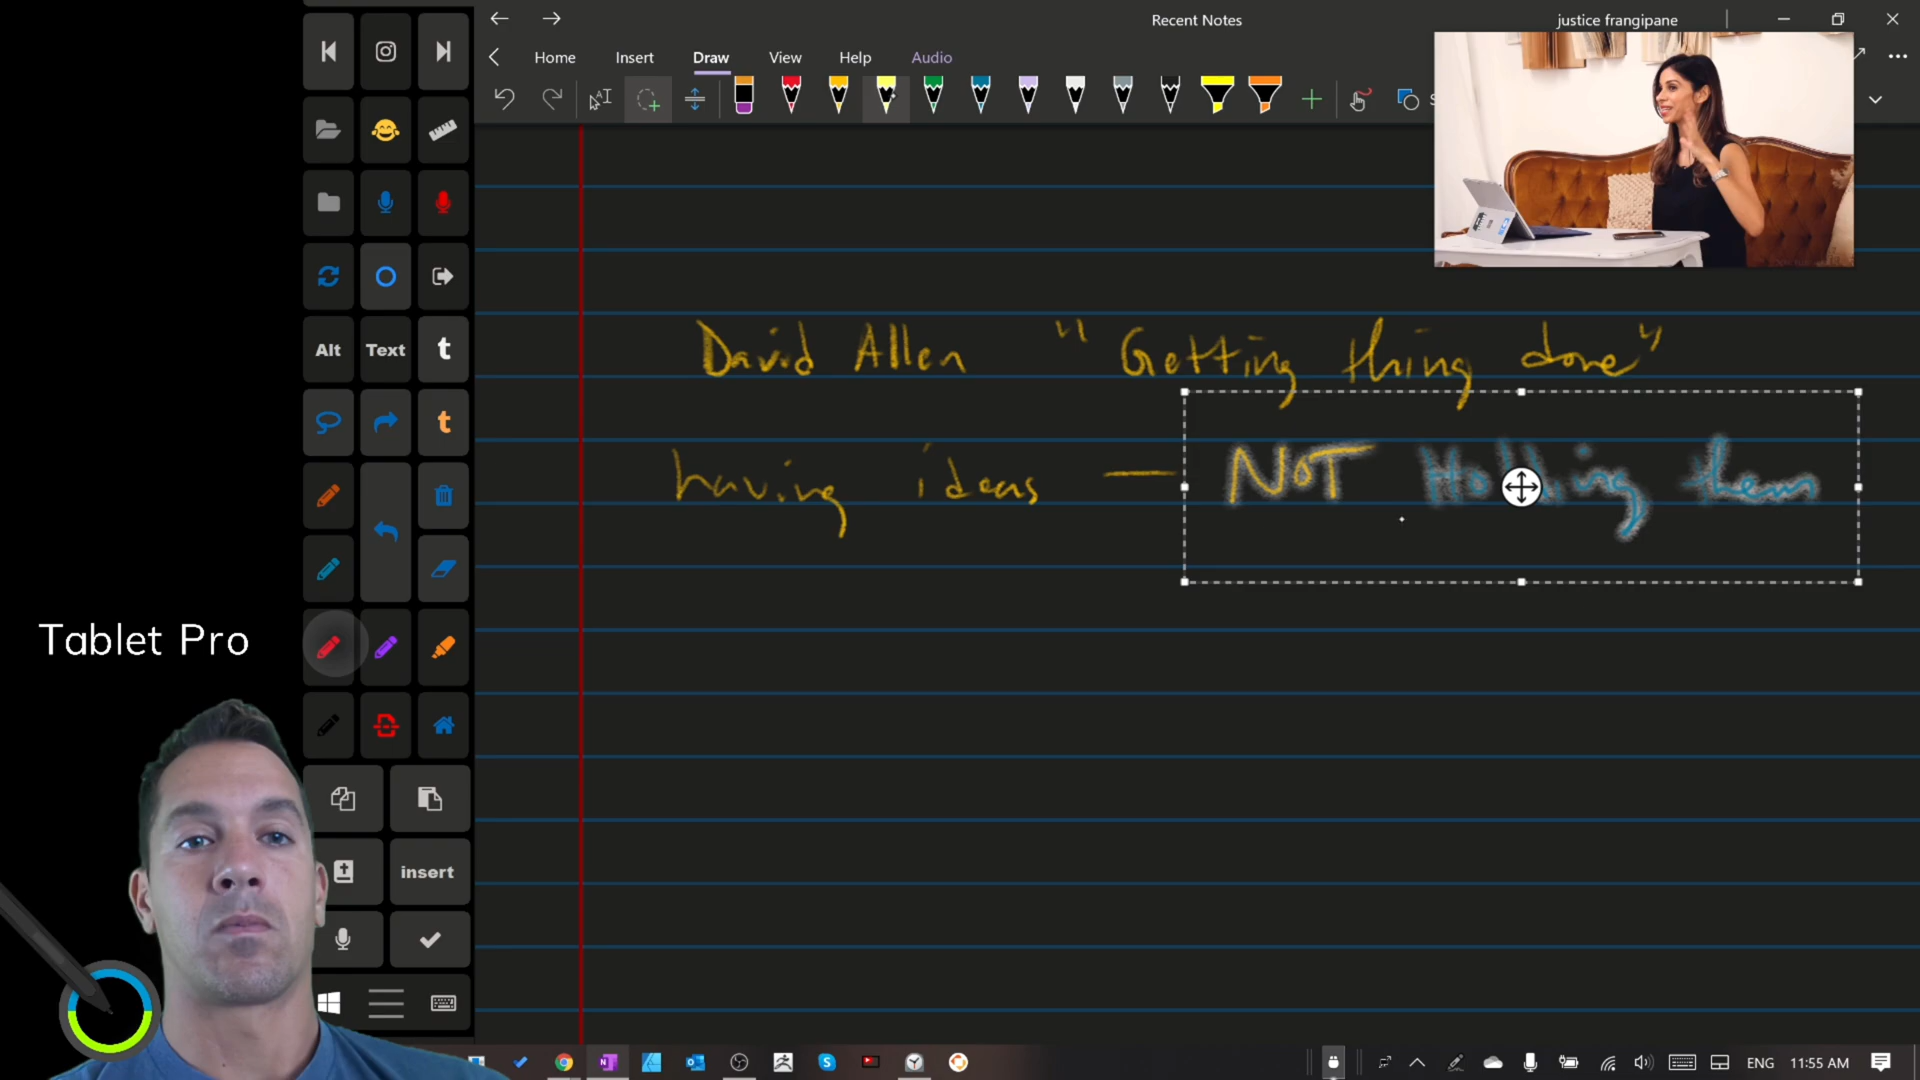 Recent Notes
justice frangipane
Home Insert Draw View Help Audio
Alt Text t
t
David Allen "Getting thing done"
having ideas — NOT Holding them
Tablet Pro
insert
ENG 11:55 AM